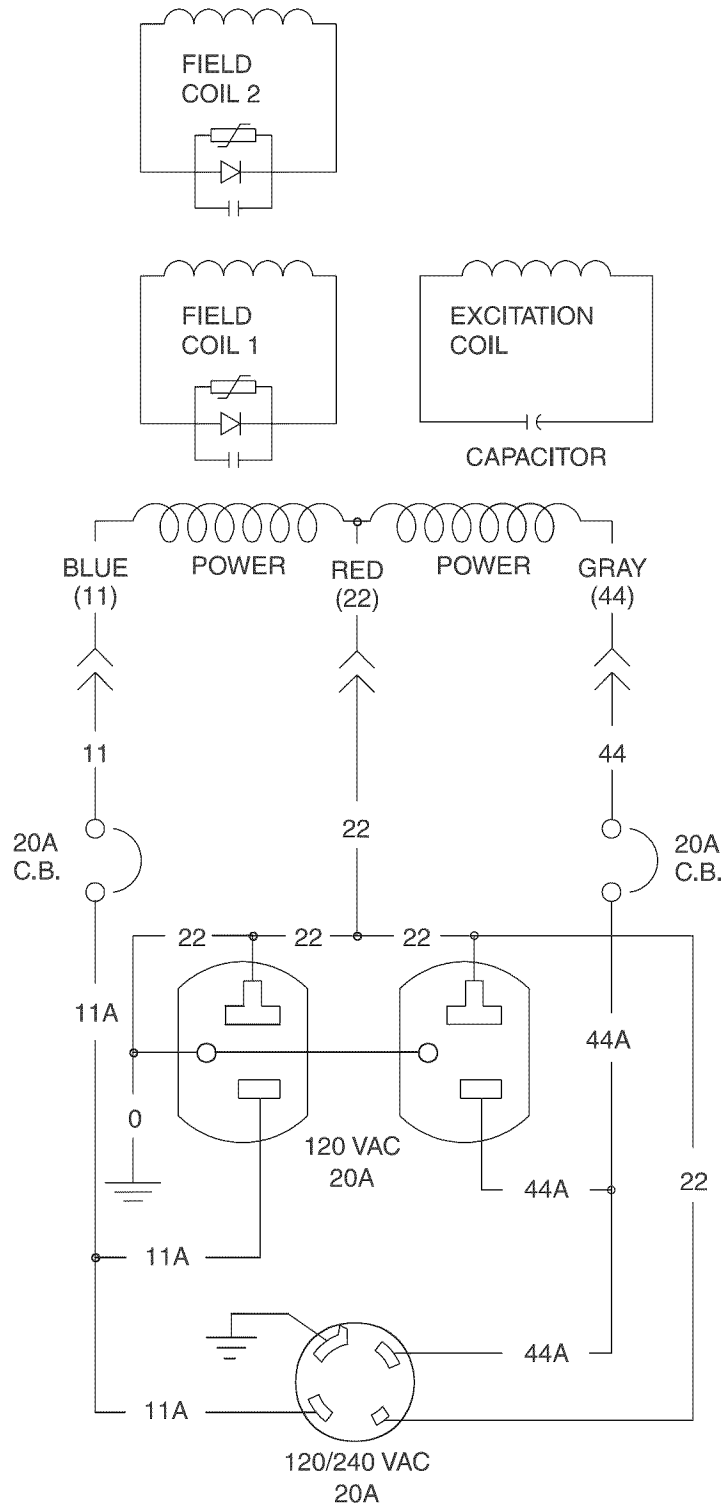 FIELD
COIL 2
FIELD
COIL 1
EXCITATION
COIL
CAPACITOR
BLUE
(11)
POWER
RED
(22)
POWER
GRAY
(44)
11
44
22
20A
C.B.
20A
C.B.
22
22
22
11A
44A
0
120 VAC
20A
44A
22
11A
44A
11A
120/240 VAC
20A